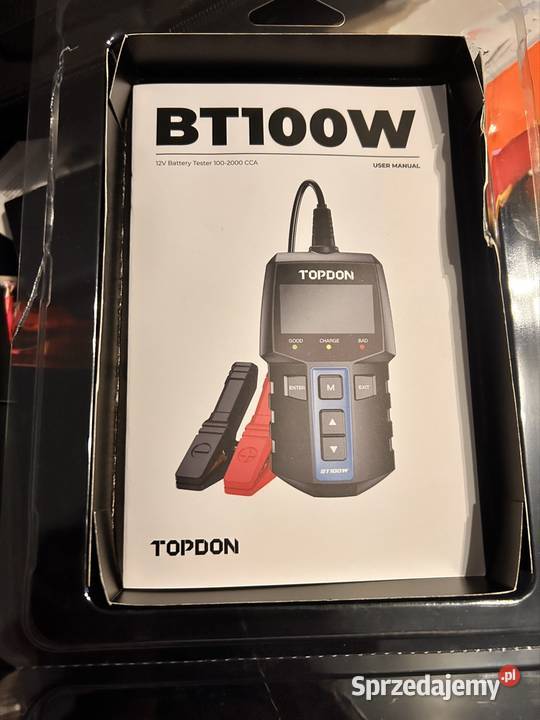 BT100W
12V Battery Tester 100-2000 CCA
USER MANUAL
TOPDON
GOOD CHARGE BAD
ENTER M EXIT
BT100W
TOPDON
Sprzedajemy.pl